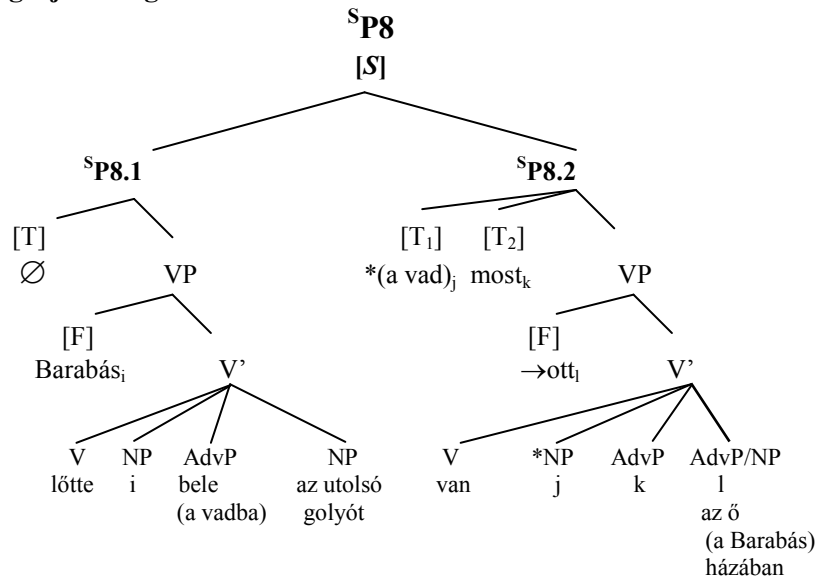 ˢP8
[S]
ˢP8.1 ˢP8.2
[T] [T₁] [T₂]
∅ VP *(a vad)ⱼ mostₖ VP
[F] [F]
Barabásᵢ V’ →ottₗ V’
V NP AdvP NP V *NP AdvP AdvP/NP
lőtte i bele az utolsó van j k l
(a vadba) golyót az ő
(a Barabás)
házában